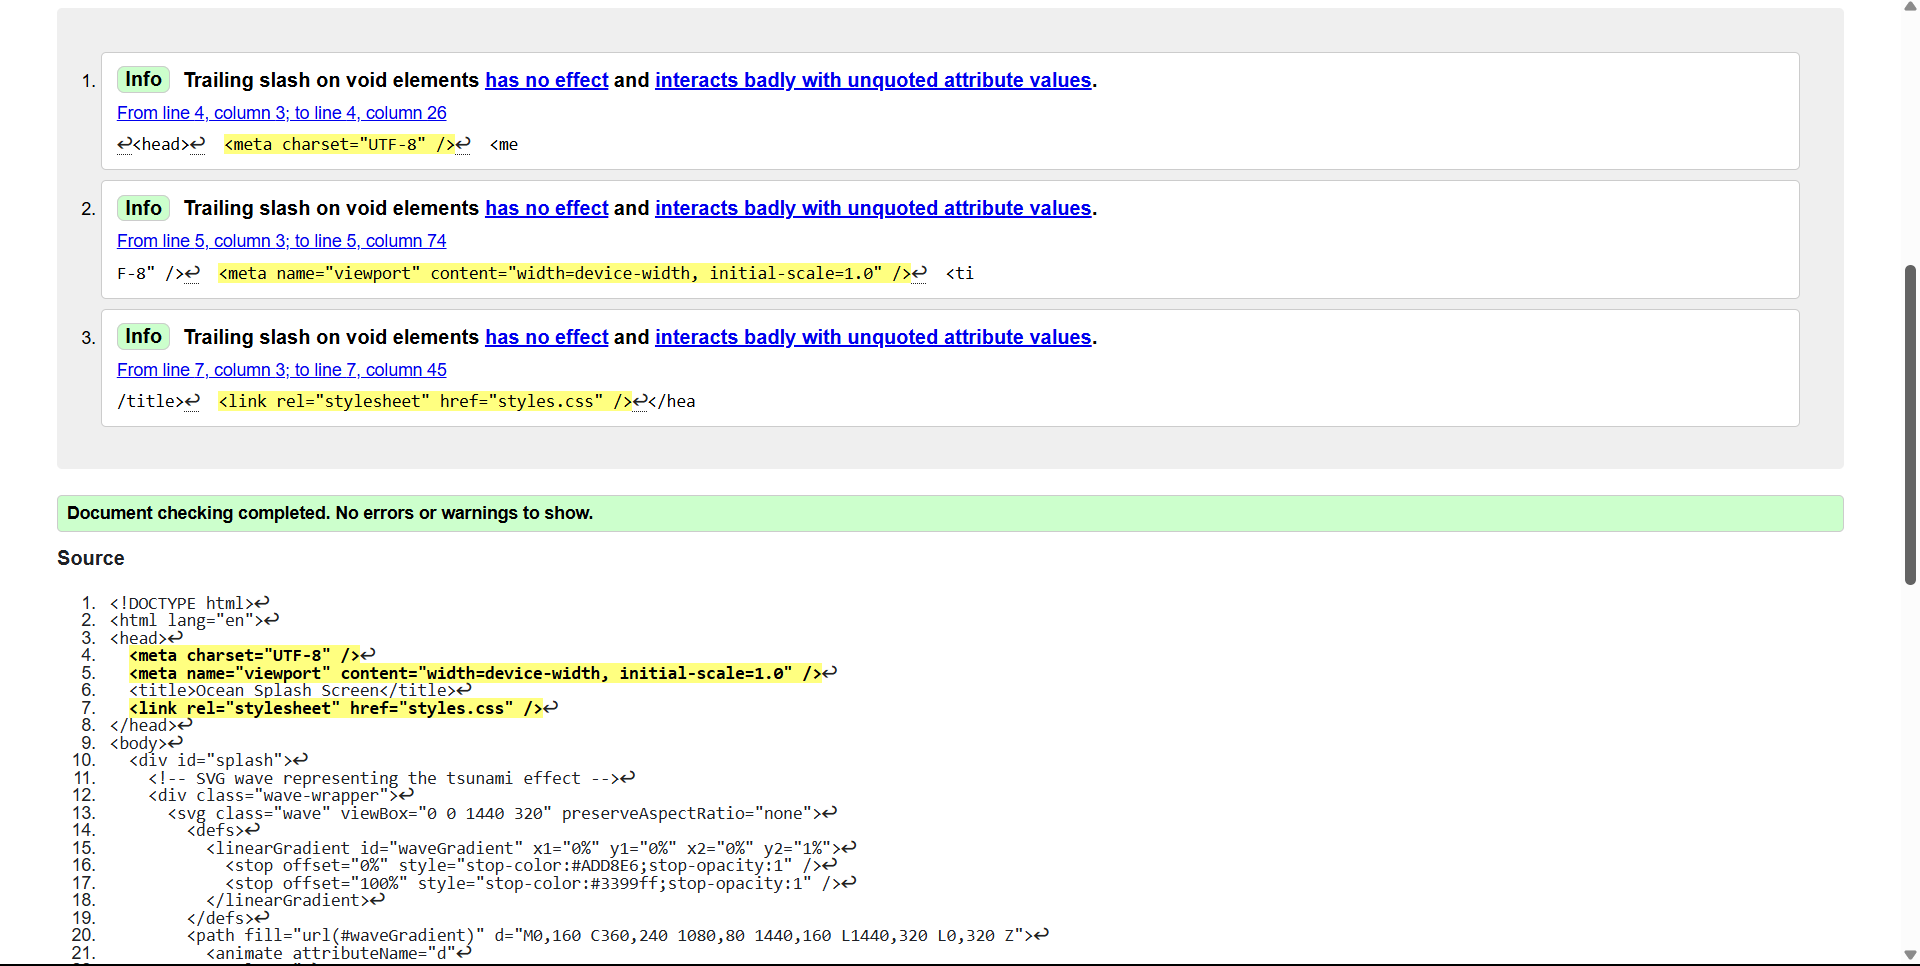 1. Info Trailing slash on void elements has no effect and interacts badly with unquoted attribute values.
From line 4, column 3; to line 4, column 26
↩<head>↩  <meta charset="UTF-8" />↩  <me
2. Info Trailing slash on void elements has no effect and interacts badly with unquoted attribute values.
From line 5, column 3; to line 5, column 74
F-8" />↩  <meta name="viewport" content="width=device-width, initial-scale=1.0" />↩  <ti
3. Info Trailing slash on void elements has no effect and interacts badly with unquoted attribute values.
From line 7, column 3; to line 7, column 45
/title>↩  <link rel="stylesheet" href="styles.css" />↩</hea
Document checking completed. No errors or warnings to show.
Source
1. <!DOCTYPE html>↩
2. <html lang="en">↩
3. <head>↩
4.   <meta charset="UTF-8" />↩
5.   <meta name="viewport" content="width=device-width, initial-scale=1.0" />↩
6.   <title>Ocean Splash Screen</title>↩
7.   <link rel="stylesheet" href="styles.css" />↩
8. </head>↩
9. <body>↩
10.   <div id="splash">↩
11.     <!-- SVG wave representing the tsunami effect -->↩
12.     <div class="wave-wrapper">↩
13.       <svg class="wave" viewBox="0 0 1440 320" preserveAspectRatio="none">↩
14.         <defs>↩
15.           <linearGradient id="waveGradient" x1="0%" y1="0%" x2="0%" y2="1%">↩
16.             <stop offset="0%" style="stop-color:#ADD8E6;stop-opacity:1" />↩
17.             <stop offset="100%" style="stop-color:#3399ff;stop-opacity:1" />↩
18.           </linearGradient>↩
19.         </defs>↩
20.         <path fill="url(#waveGradient)" d="M0,160 C360,240 1080,80 1440,160 L1440,320 L0,320 Z">↩
21.           <animate attributeName="d"↩